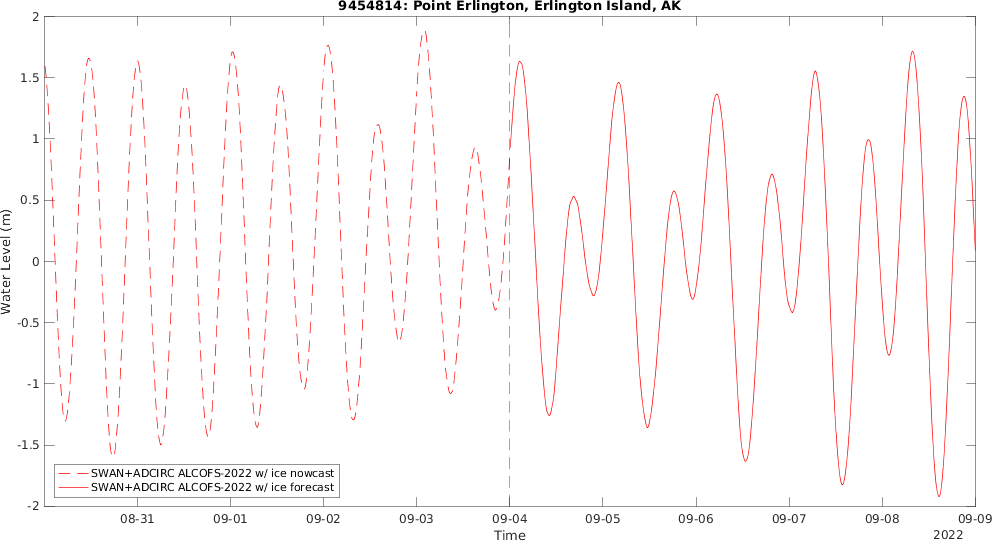 9454814: Point Erlington, Erlington Island, AK
Water Level (m)
2
1.5
1
0.5
0
-0.5
-1
-1.5
-2
SWAN+ADCIRC ALCOFS-2022 w/ ice nowcast
SWAN+ADCIRC ALCOFS-2022 w/ ice forecast
08-31 09-01 09-02 09-03 09-04 09-05 09-06 09-07 09-08 09-09
Time 2022